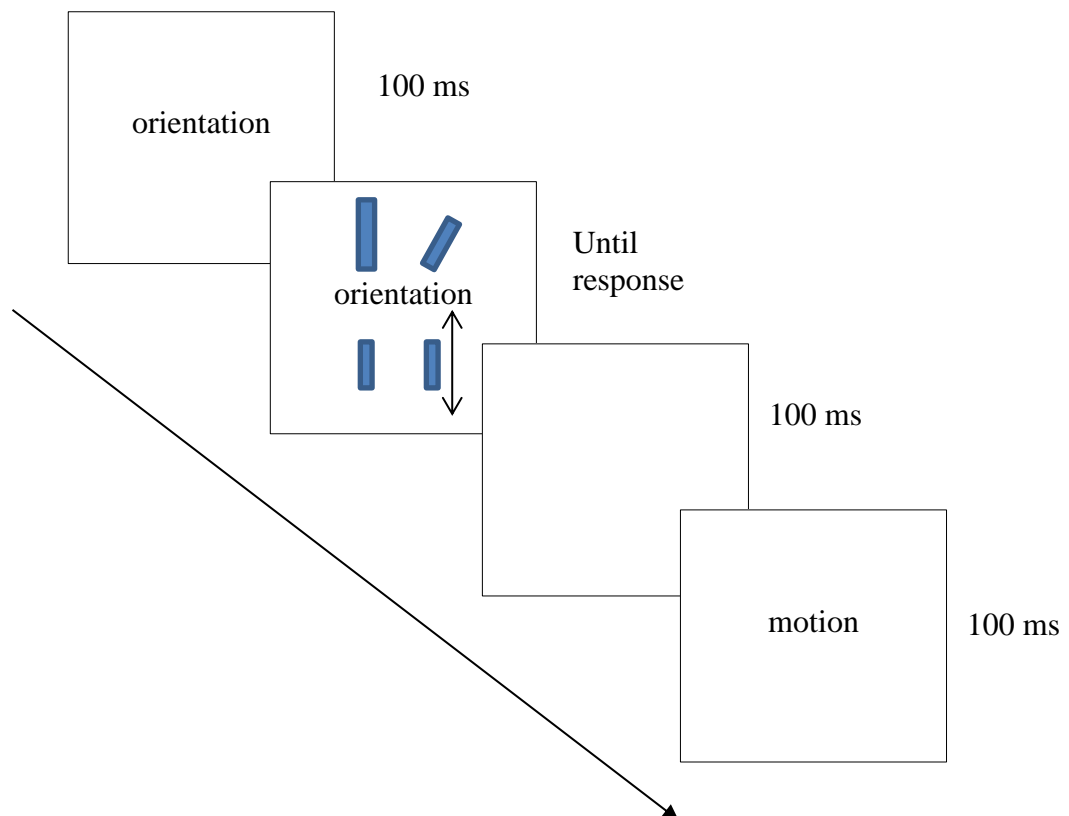 100 ms
orientation
Until
response
orientation
100 ms
motion
100 ms